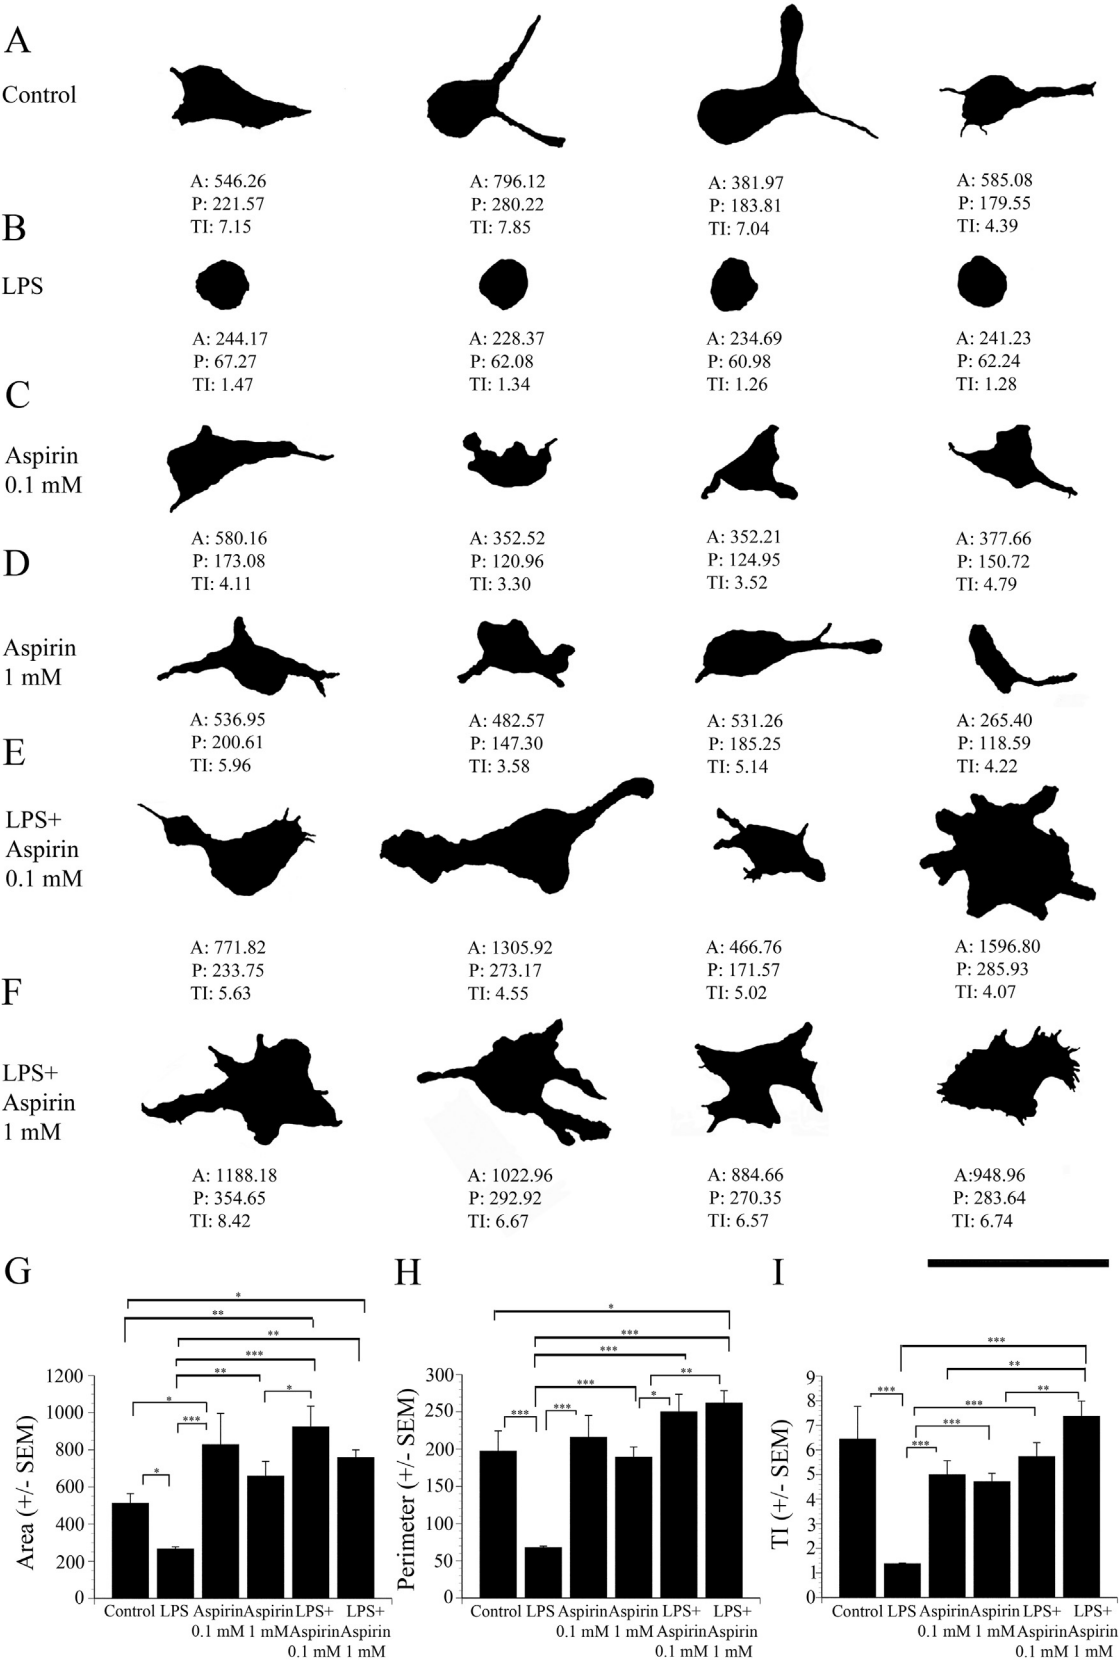 A
Control
A: 546.26
P: 221.57
TI: 7.15
A: 796.12
P: 280.22
TI: 7.85
A: 381.97
P: 183.81
TI: 7.04
A: 585.08
P: 179.55
TI: 4.39
B
LPS
A: 244.17
P: 67.27
TI: 1.47
A: 228.37
P: 62.08
TI: 1.34
A: 234.69
P: 60.98
TI: 1.26
A: 241.23
P: 62.24
TI: 1.28
C
Aspirin
0.1 mM
A: 580.16
P: 173.08
TI: 4.11
A: 352.52
P: 120.96
TI: 3.30
A: 352.21
P: 124.95
TI: 3.52
A: 377.66
P: 150.72
TI: 4.79
D
Aspirin
1 mM
A: 536.95
P: 200.61
TI: 5.96
A: 482.57
P: 147.30
TI: 3.58
A: 531.26
P: 185.25
TI: 5.14
A: 265.40
P: 118.59
TI: 4.22
E
LPS+
Aspirin
0.1 mM
A: 771.82
P: 233.75
TI: 5.63
A: 1305.92
P: 273.17
TI: 4.55
A: 466.76
P: 171.57
TI: 5.02
A: 1596.80
P: 285.93
TI: 4.07
F
LPS+
Aspirin
1 mM
A: 1188.18
P: 354.65
TI: 8.42
A: 1022.96
P: 292.92
TI: 6.67
A: 884.66
P: 270.35
TI: 6.57
A:948.96
P: 283.64
TI: 6.74
G
*
**
**
***
**
*
*
***
*
Area (+/- SEM)
1200
1000
800
600
400
200
0
Control LPS Aspirin Aspirin LPS+ LPS+
0.1 mM 1 mM Aspirin Aspirin
0.1 mM 1 mM
H
*
***
***
**
***
*
***
***
Perimeter (+/- SEM)
300
250
200
150
100
50
0
Control LPS Aspirin Aspirin LPS+ LPS+
0.1 mM 1 mM Aspirin Aspirin
0.1 mM 1 mM
I
***
**
***
**
***
***
***
TI (+/- SEM)
9
8
7
6
5
4
3
2
1
0
Control LPS Aspirin Aspirin LPS+ LPS+
0.1 mM 1 mM Aspirin Aspirin
0.1 mM 1 mM